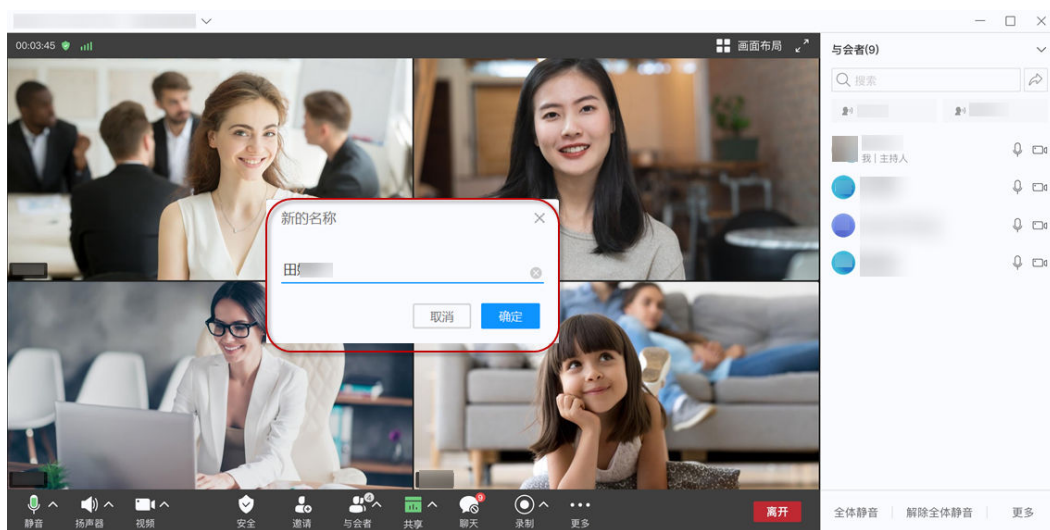 00:03:45
画面布局
与会者(9)
搜索
我 | 主持人
新的名称
田
取消
确定
静音
扬声器
视频
安全
邀请
4
与会者
共享
9
聊天
录制
更多
离开
全体静音
解除全体静音
更多